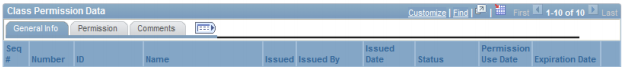 Class Permission Data Customize | Find | First 1-10 of 10 Last
General Info Permission Comments
Seq # Number ID Name Issued Issued By Issued Date Status Permission Use Date Expiration Date